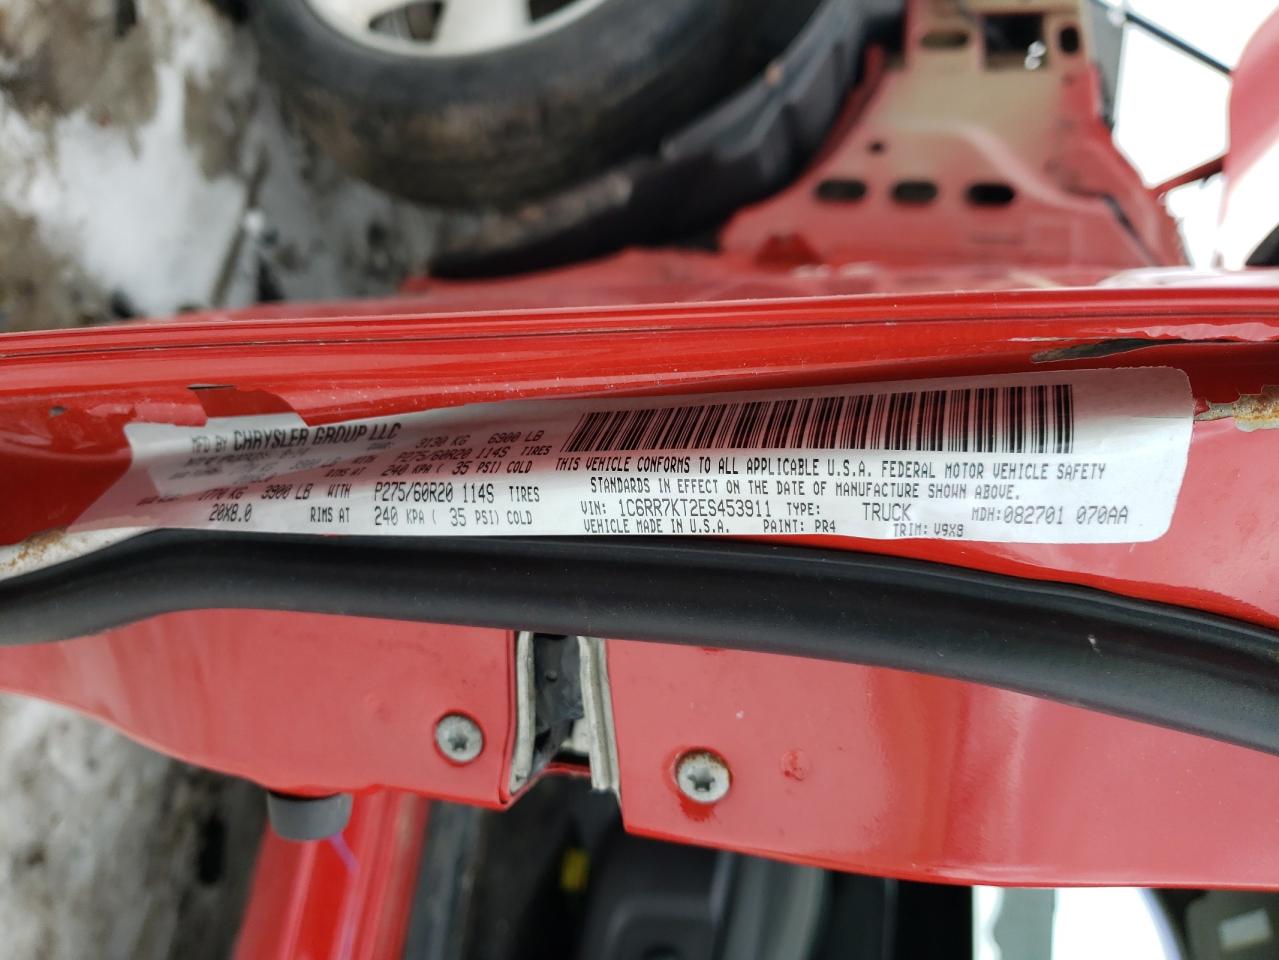 MFD BY CHRYSLER GROUP LLC
3130 KG 6900 LB
P275/60R20 114S TIRES
RIMS AT 240 KPA ( 35 PSI) COLD
1770 KG 3900 LB WITH P275/60R20 114S TIRES
20X8.0 RIMS AT 240 KPA ( 35 PSI) COLD
THIS VEHICLE CONFORMS TO ALL APPLICABLE U.S.A. FEDERAL MOTOR VEHICLE SAFETY
STANDARDS IN EFFECT ON THE DATE OF MANUFACTURE SHOWN ABOVE.
VIN: 1C6RR7KT2ES453911 TYPE: TRUCK MDH:082701 070AA
VEHICLE MADE IN U.S.A. PAINT: PR4 TRIM: V9X9